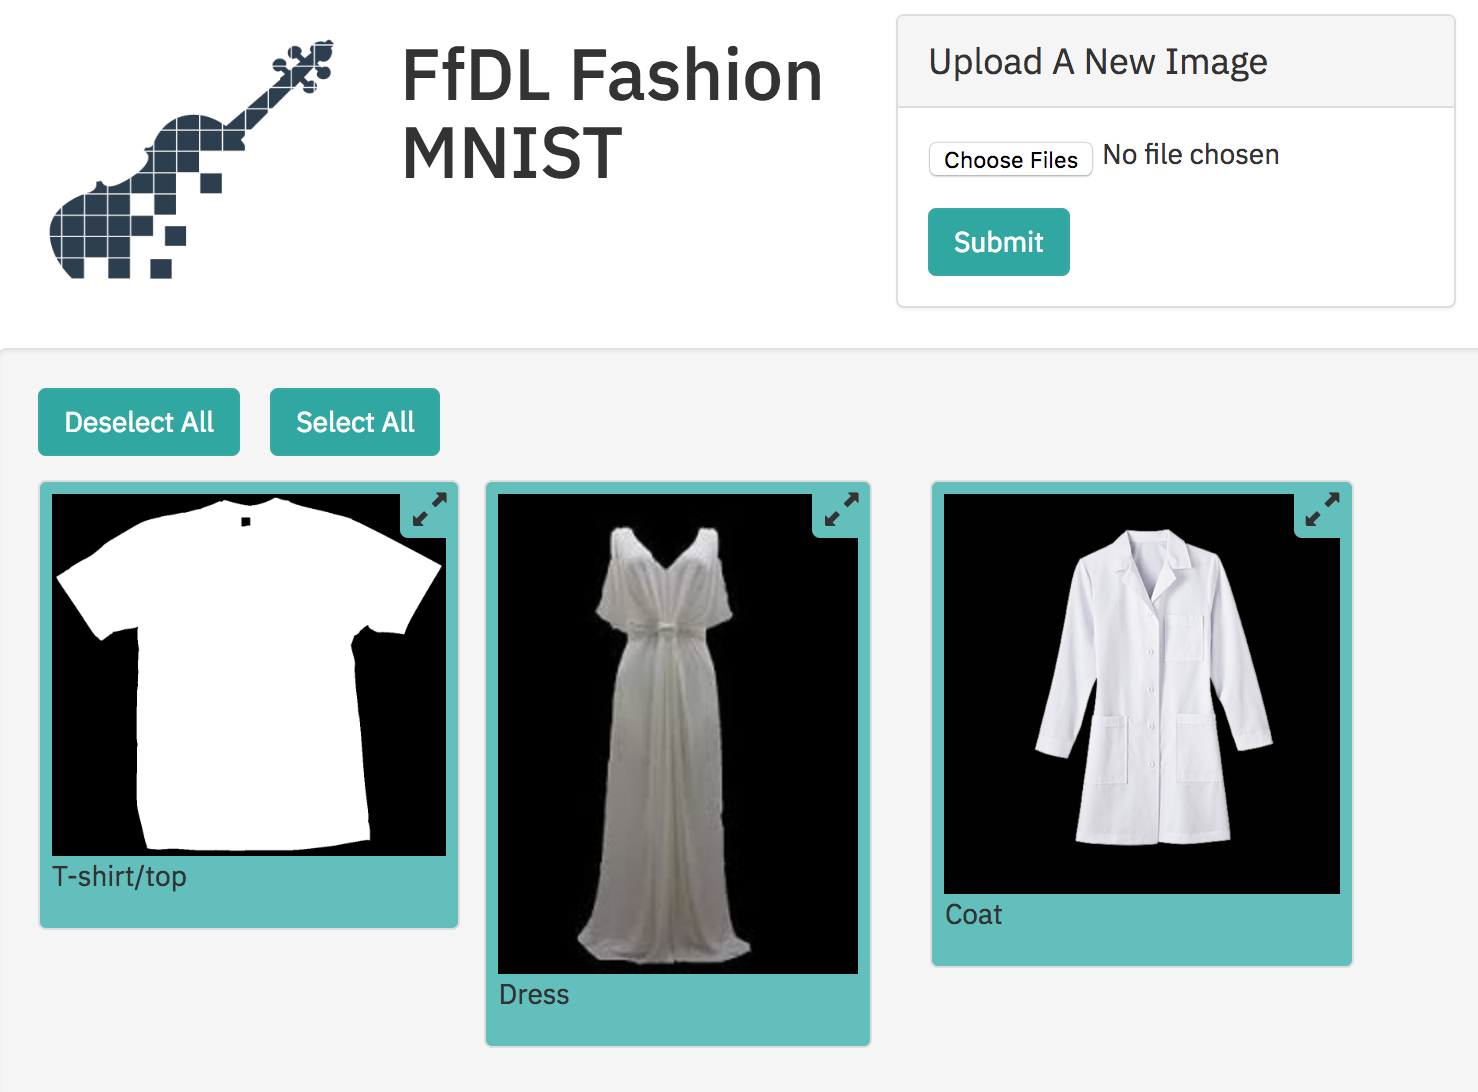 FfDL Fashion
MNIST
Upload A New Image
Choose Files No file chosen
Submit
Deselect All Select All
T-shirt/top
Dress
Coat